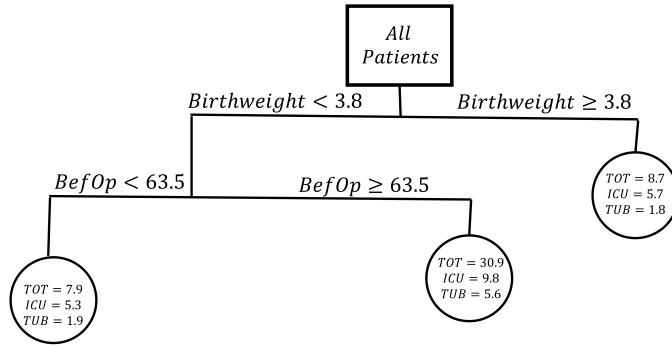 All
Patients
Birthweight < 3.8
Birthweight ≥ 3.8
BefOp < 63.5
BefOp ≥ 63.5
TOT = 8.7
ICU = 5.7
TUB = 1.8
TOT = 30.9
ICU = 9.8
TUB = 5.6
TOT = 7.9
ICU = 5.3
TUB = 1.9